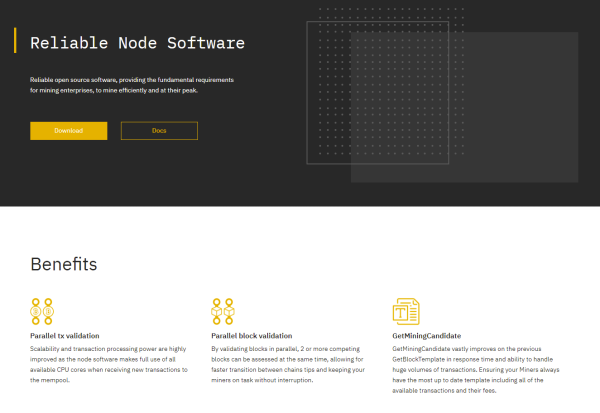 Reliable Node Software
Reliable open source software, providing the fundamental requirements
for mining enterprises, to mine efficiently and at their peak.
Download
Docs
Benefits
Parallel tx validation
Scalability and transaction processing power are highly
improved as the node software makes full use of all
available CPU cores when receiving new transactions to
the mempool.
Parallel block validation
By validating blocks in parallel, 2 or more competing
blocks can be assessed at the same time, allowing for
faster transition between chains tips and keeping your
miners on task without interruption.
GetMiningCandidate
GetMiningCandidate vastly improves on the previous
GetBlockTemplate in response time and ability to handle
huge volumes of transactions. Ensuring your Miners always
have the most up to date template including all of the
available transactions and their fees.